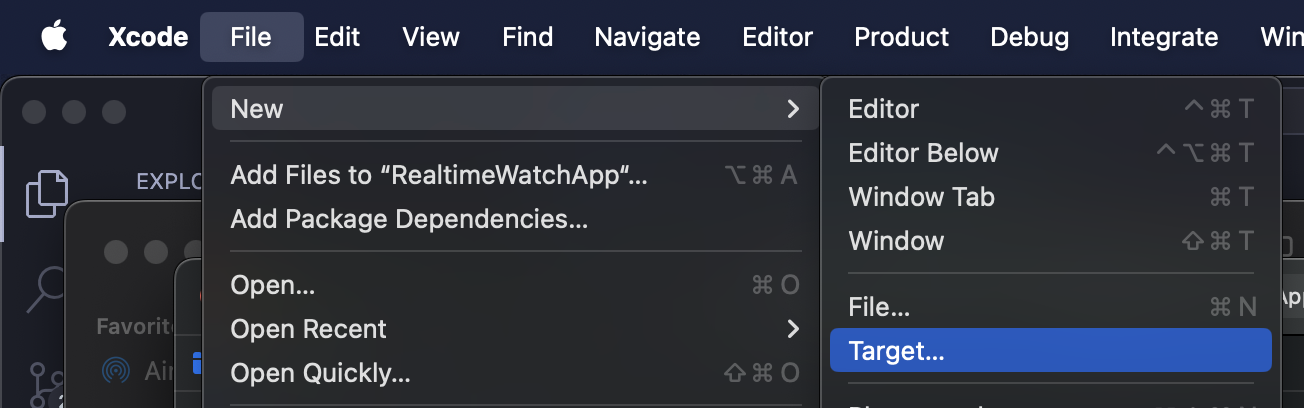 Xcode File Edit View Find Navigate Editor Product Debug Integrate
New
Add Files to “RealtimeWatchApp“... ⌥⌘A
Add Package Dependencies...
Open... ⌘O
Open Recent
Open Quickly... ⇧⌘O
Editor ^⌘T
Editor Below ^⌥⌘T
Window Tab ⌘T
Window ⇧⌘T
File... ⌘N
Target...